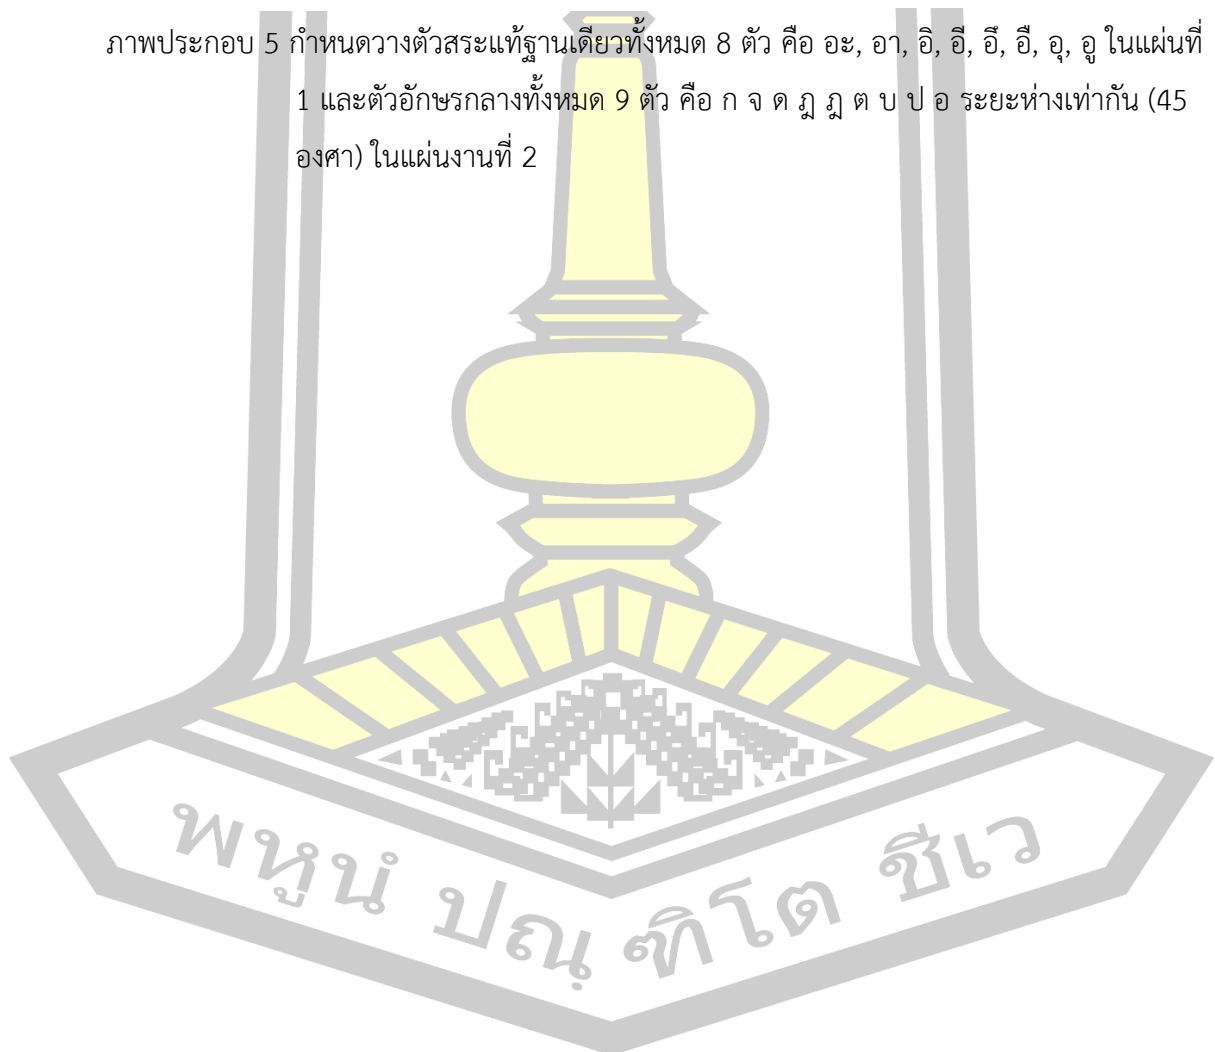 ภาพประกอบ 5 กำหนดวางตัวสระแท้ฐานเดียวทั้งหมด 8 ตัว คือ อะ, อา, อิ, อี, อึ, อือ, อุ, อู ในแผ่นที่
1 และตัวอักษรกลางทั้งหมด 9 ตัว คือ ก จ ด ฎ ฏ ต บ ป อ ระยะห่างเท่ากัน (45
องศา) ในแผ่นงานที่ 2
พหูนํ ปณฺฑิโต ชีเว